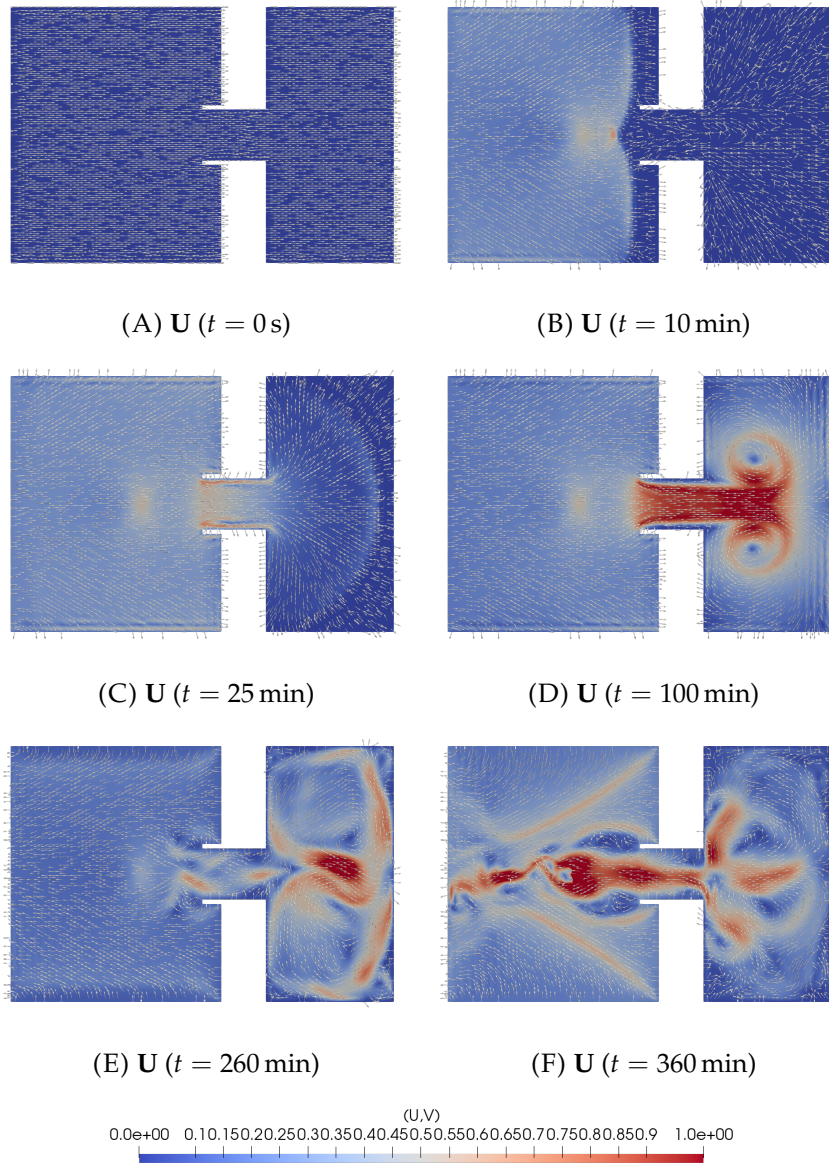 (A) U (t = 0 s)
(B) U (t = 10 min)
(C) U (t = 25 min)
(D) U (t = 100 min)
(E) U (t = 260 min)
(F) U (t = 360 min)
(U,V)
0.0e+00 0.10.150.20.250.30.350.40.450.50.550.60.650.70.750.80.850.9 1.0e+00